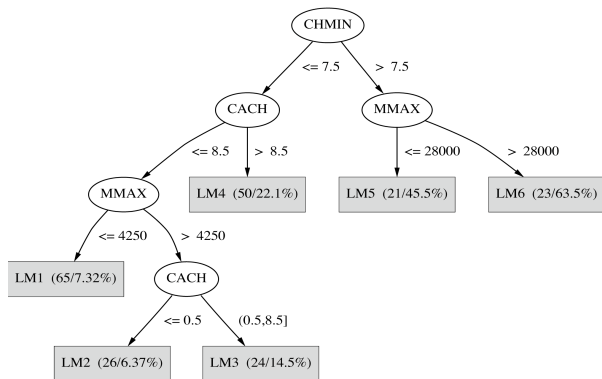 CHMIN
<= 7.5 > 7.5
CACH MMAX
<= 8.5 > 8.5 <= 28000 > 28000
MMAX LM4 (50/22.1%) LM5 (21/45.5%) LM6 (23/63.5%)
<= 4250 > 4250
LM1 (65/7.32%) CACH
<= 0.5 (0.5,8.5]
LM2 (26/6.37%) LM3 (24/14.5%)